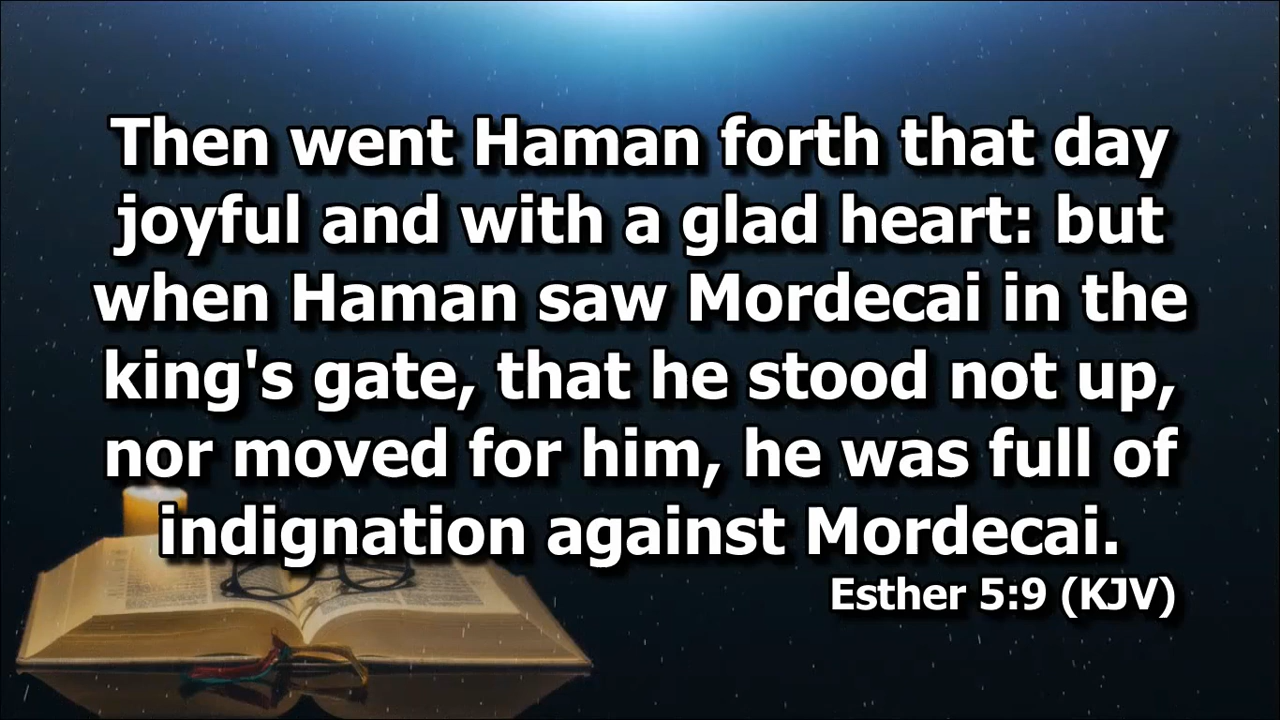 Then went Haman forth that day
joyful and with a glad heart: but
when Haman saw Mordecai in the
king's gate, that he stood not up,
nor moved for him, he was full of
indignation against Mordecai.
Esther 5:9 (KJV)